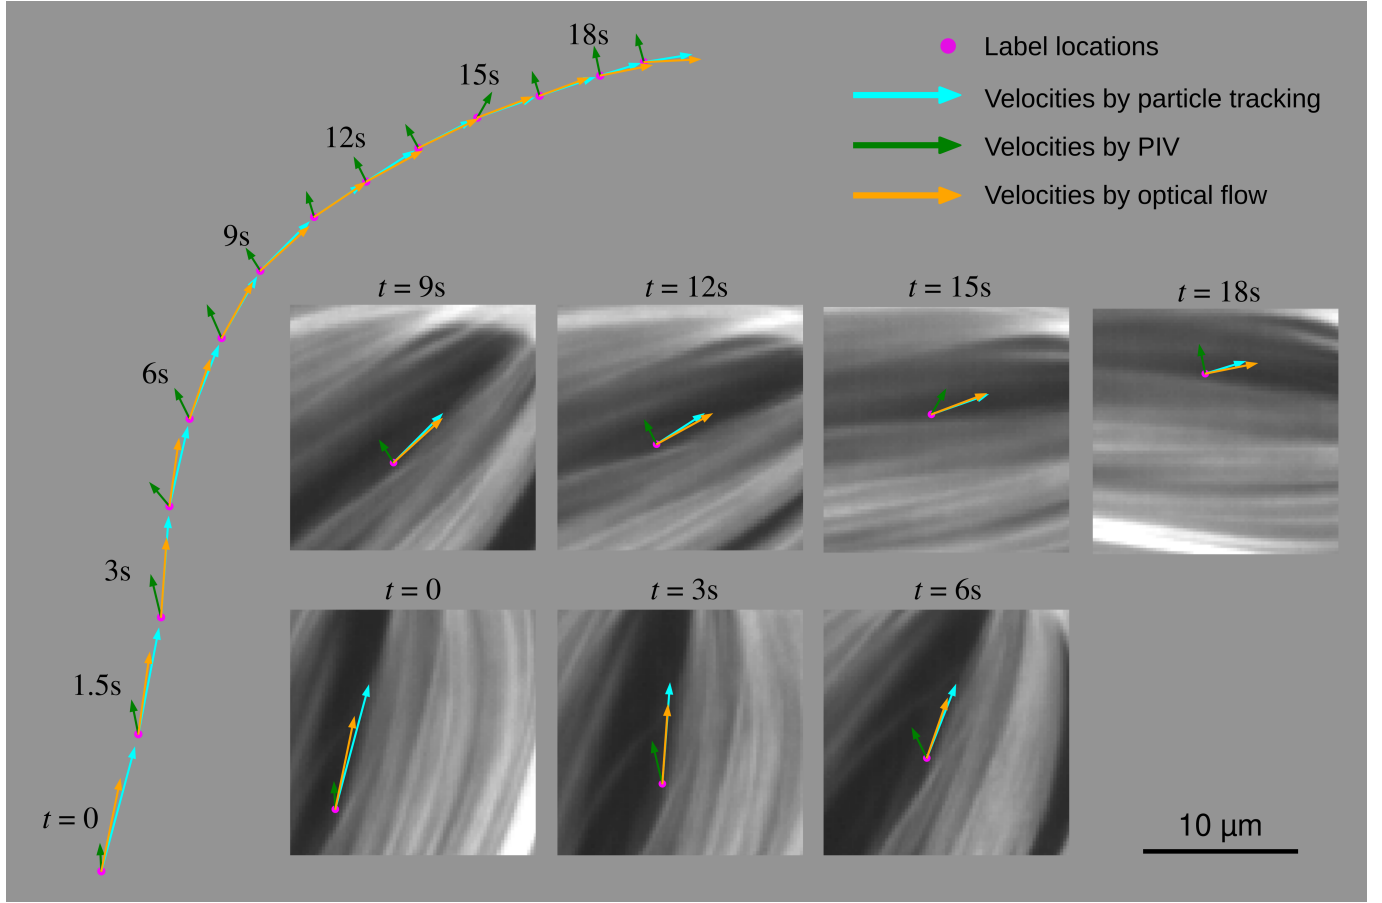 18s
Label locations
15s
Velocities by particle tracking
12s
Velocities by PIV
Velocities by optical flow
9s
t = 9s
t = 12s
t = 15s
t = 18s
6s
3s
t = 0
t = 3s
t = 6s
1.5s
t = 0
10 μm